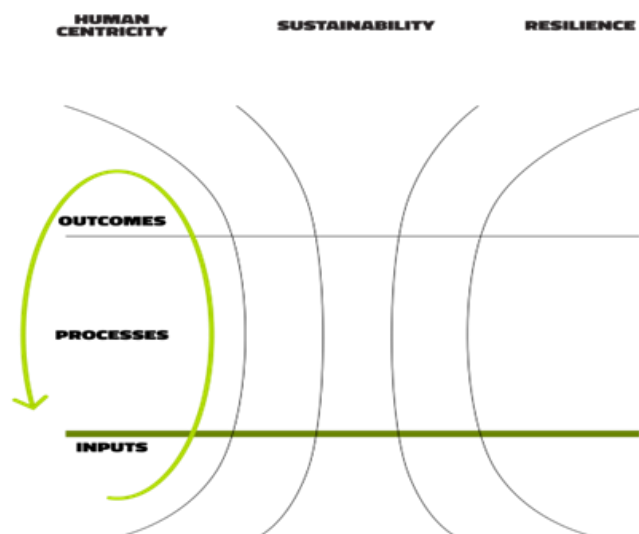 HUMAN
CENTRICITY
SUSTAINABILITY
RESILIENCE
OUTCOMES
PROCESSES
INPUTS